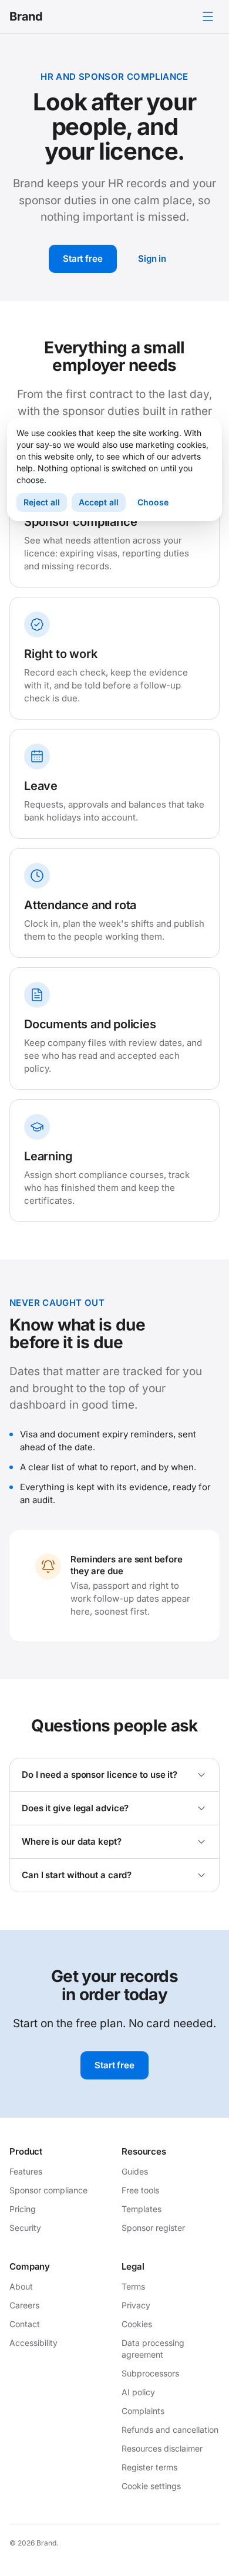 Brand
HR AND SPONSOR COMPLIANCE
Look after your
people, and
your licence.
Brand keeps your HR records and your
sponsor duties in one calm place, so
nothing important is missed.
Start free
Sign in
Everything a small
employer needs
From the first contract to the last day,
with the sponsor duties built in rather
We use cookies that keep the site working. With
your say-so we would also use marketing cookies,
on this website only, to see which of our adverts
help. Nothing optional is switched on until you
choose.
Reject all
Accept all
Choose
Sponsor compliance
See what needs attention across your
licence: expiring visas, reporting duties
and missing records.
Right to work
Record each check, keep the evidence
with it, and be told before a follow-up
check is due.
Leave
Requests, approvals and balances that take
bank holidays into account.
Attendance and rota
Clock in, plan the week's shifts and publish
them to the people working them.
Documents and policies
Keep company files with review dates, and
see who has read and accepted each
policy.
Learning
Assign short compliance courses, track
what is finished and keep the
certificates.
NEVER CAUGHT OUT
Know what is due
before it is due
Dates that matter are tracked for you
and brought to the top of your
dashboard in good time.
Visa and document expiry reminders, sent
ahead of the date.
A clear list of what to report, and by when.
Everything is kept with its evidence, ready for
an audit.
Reminders are sent before
they are due
Visa, passport and right to
work follow-up dates appear
here, soonest first.
Questions people ask
Do I need a sponsor licence to use it?
Does it give legal advice?
Where is our data kept?
Can I start without a card?
Get your records
in order today
Start on the free plan. No card needed.
Start free
Product
Features
Sponsor compliance
Pricing
Security
Resources
Guides
Free tools
Templates
Sponsor register
Company
About
Careers
Contact
Accessibility
Legal
Terms
Privacy
Cookies
Data processing
agreement
Subprocessors
AI policy
Complaints
Refunds and cancellation
Resources disclaimer
Register terms
Cookie settings
© 2026 Brand.